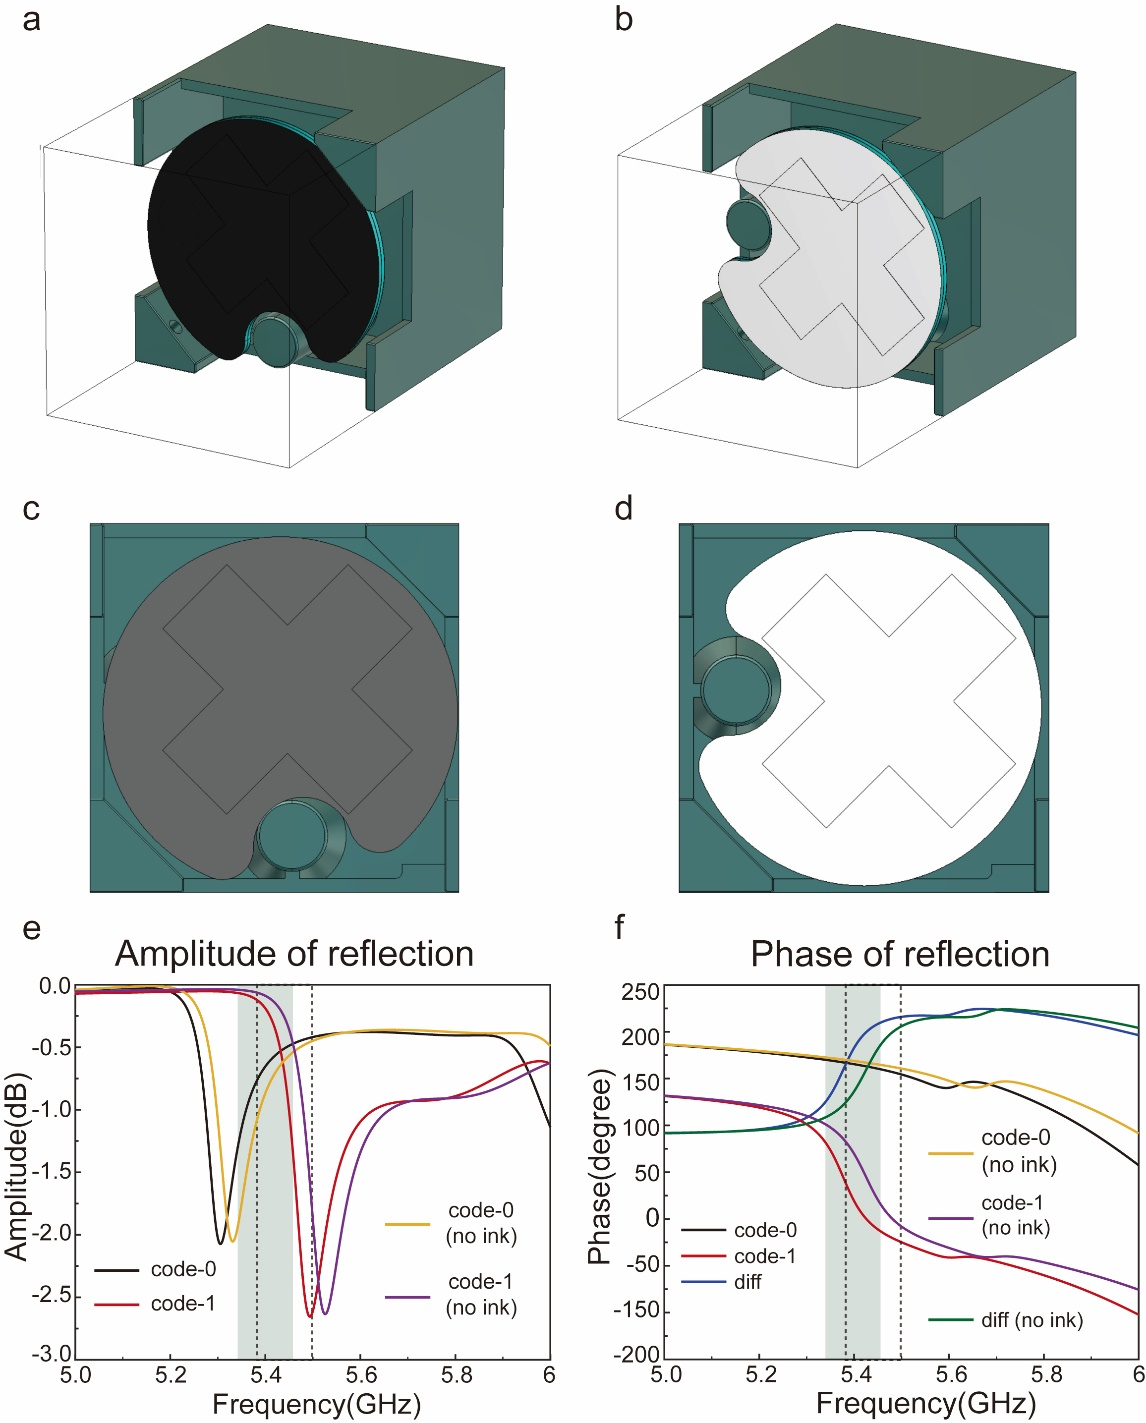 a
b
c
d
e
Amplitude of reflection
0.0
-0.5
-1.0
-1.5
-2.0
-2.5
-3.0
Amplitude(dB)
code-0
code-1
code-0
(no ink)
code-1
(no ink)
5.0
5.2
5.4
5.6
5.8
6
Frequency(GHz)
f
Phase of reflection
250
200
150
100
50
0
-50
-150
-200
Phase(degree)
code-0
code-1
diff
code-0
(no ink)
code-1
(no ink)
diff (no ink)
5.0
5.2
5.4
5.6
5.8
6
Frequency(GHz)